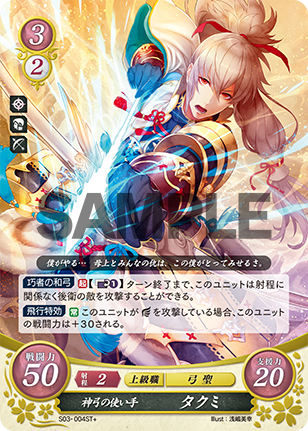 3
2
SAMPLE
僕がやる… 母上とみんなの仇は、この僕がとってみせるさ。
巧者の和弓 起【】ターン終了まで、このユニットは射程に
関係なく後衛の敵を攻撃することができる。
飛行特効 常 このユニットがを攻撃している場合、このユニット
の戦闘力は+30される。
戦闘力
50
射程 2 上級職 弓聖
支援力
20
神弓の使い手 タクミ
S03-004ST+
Illust:浅嶋美幸